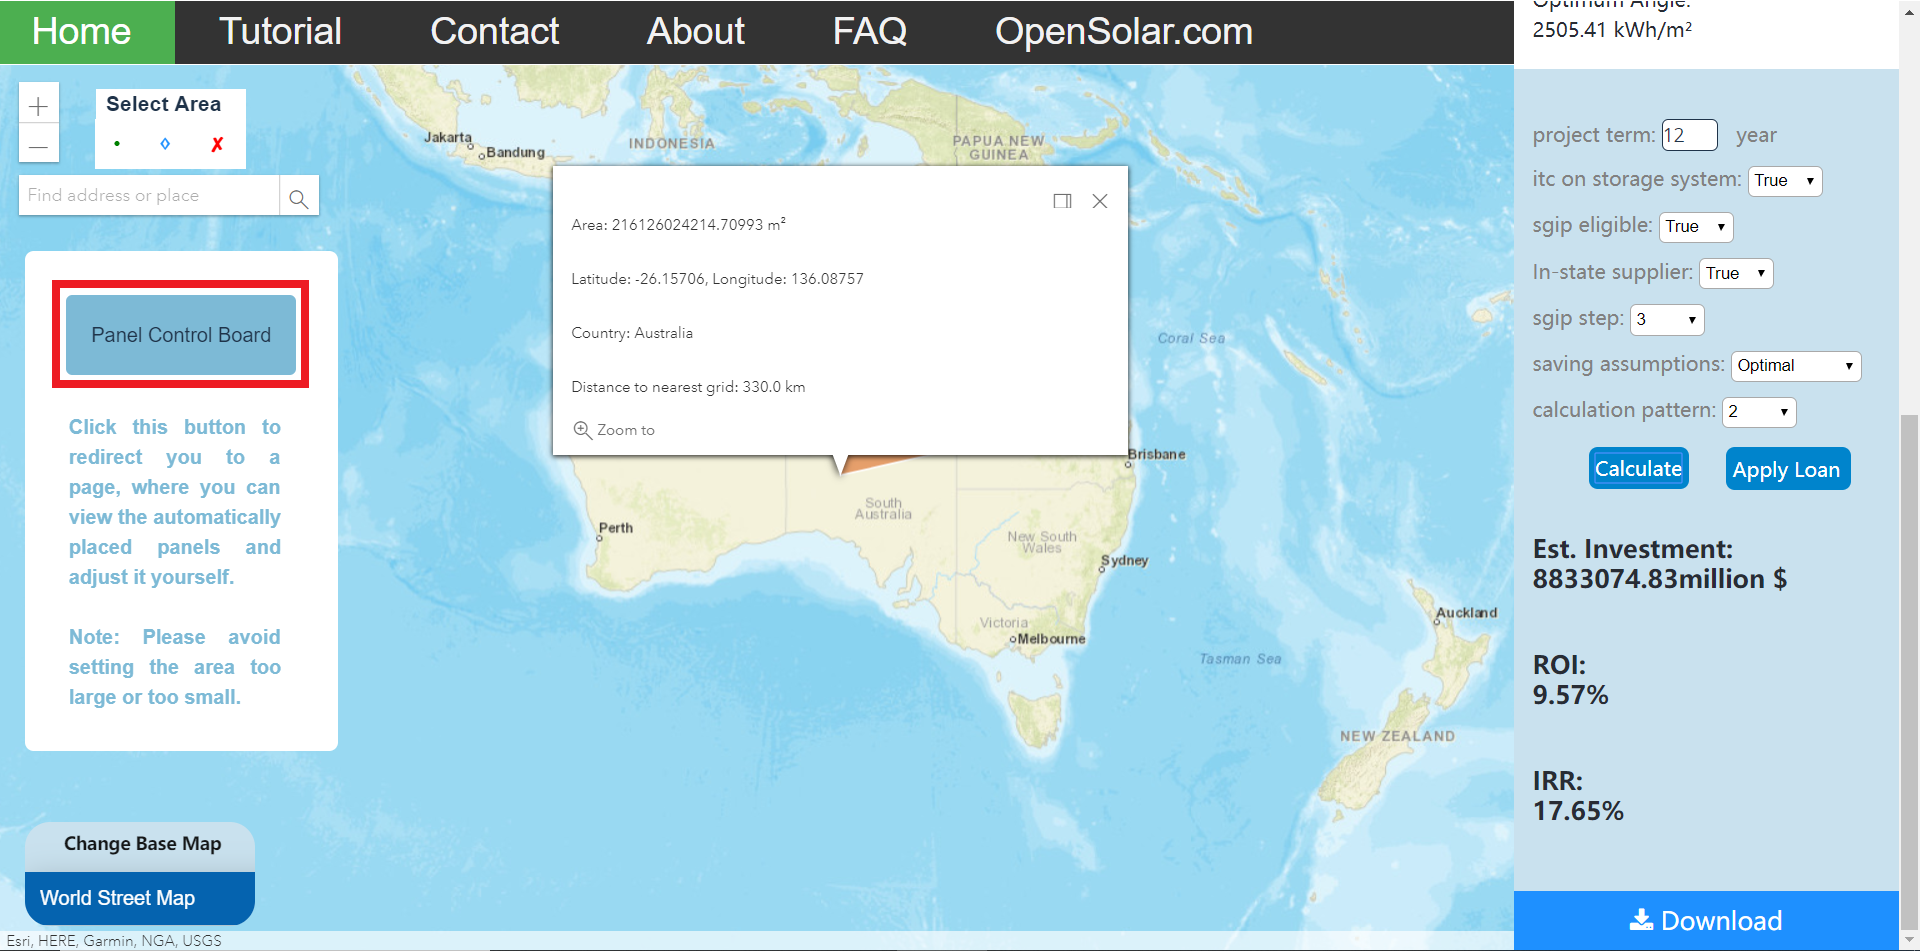 Home Tutorial Contact About FAQ OpenSolar.com
Select Area
Find address or place
Panel Control Board
Click this button to
redirect you to a
page, where you can
view the automatically
placed panels and
adjust it yourself.
Note: Please avoid
setting the area too
large or too small.
Change Base Map
World Street Map
Esri, HERE, Garmin, NGA, USGS
Jakarta
Bandung
INDONESIA
PAPUA NEW
GUINEA
Area: 216126024214.70993 m²
Latitude: -26.15706, Longitude: 136.08757
Country: Australia
Distance to nearest grid: 330.0 km
Zoom to
Coral Sea
Brisbane
South
Australia
Perth
New South
Wales
Sydney
Victoria
Melbourne
Auckland
Tasman Sea
NEW ZEALAND
Optimum Angle:
2505.41 kWh/m²
project term: 12 year
itc on storage system: True
sgip eligible: True
In-state supplier: True
sgip step: 3
saving assumptions: Optimal
calculation pattern: 2
Calculate Apply Loan
Est. Investment:
8833074.83million $
ROI:
9.57%
IRR:
17.65%
Download